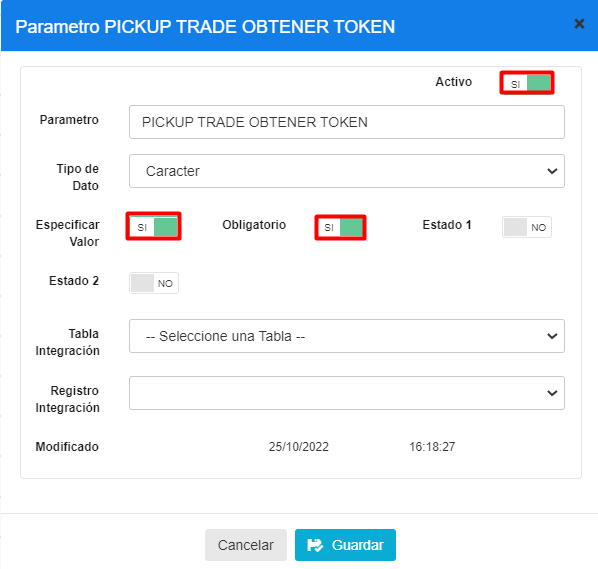 Parametro PICKUP TRADE OBTENER TOKEN ×
Activo SI
Parametro PICKUP TRADE OBTENER TOKEN
Tipo de Caracter
Dato
Especificar SI Obligatorio SI Estado 1 NO
Valor
Estado 2 NO
Tabla -- Seleccione una Tabla --
Integración
Registro
Integración
Modificado 25/10/2022 16:18:27
Cancelar Guardar